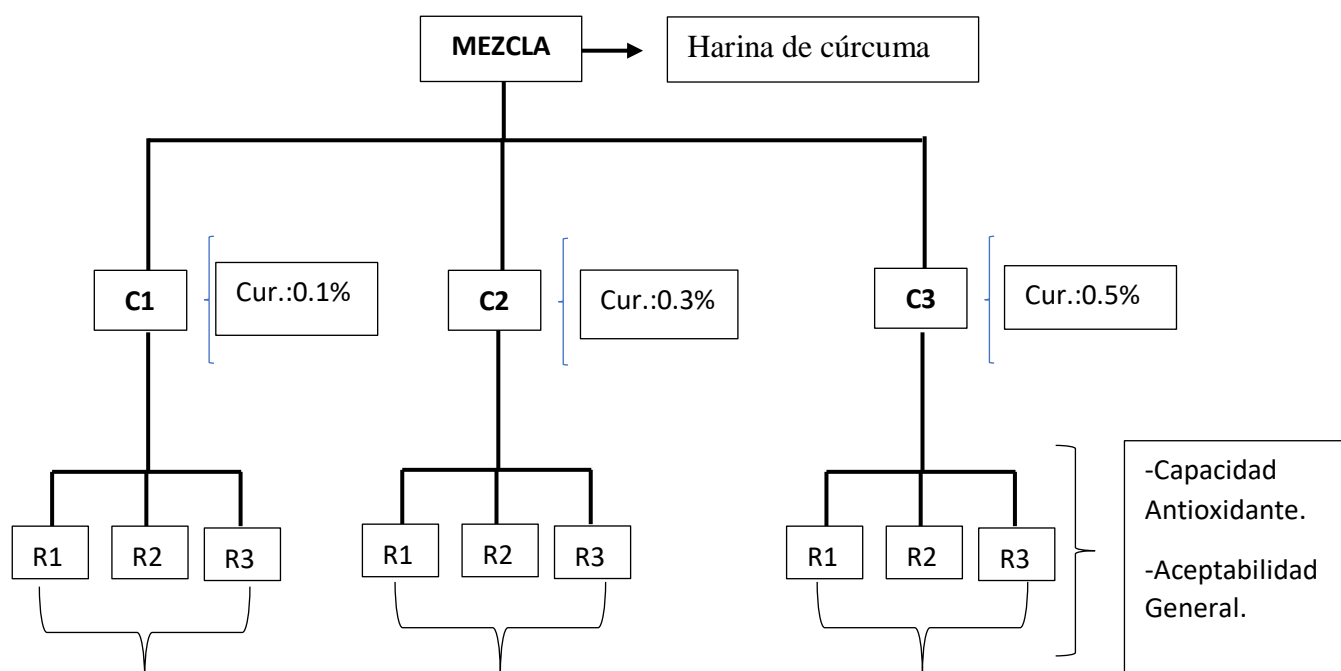 MEZCLA
Harina de cúrcuma
C1
Cur.:0.1%
C2
Cur.:0.3%
C3
Cur.:0.5%
R1
R2
R3
R1
R2
R3
R1
R2
R3
-Capacidad
Antioxidante.
-Aceptabilidad
General.